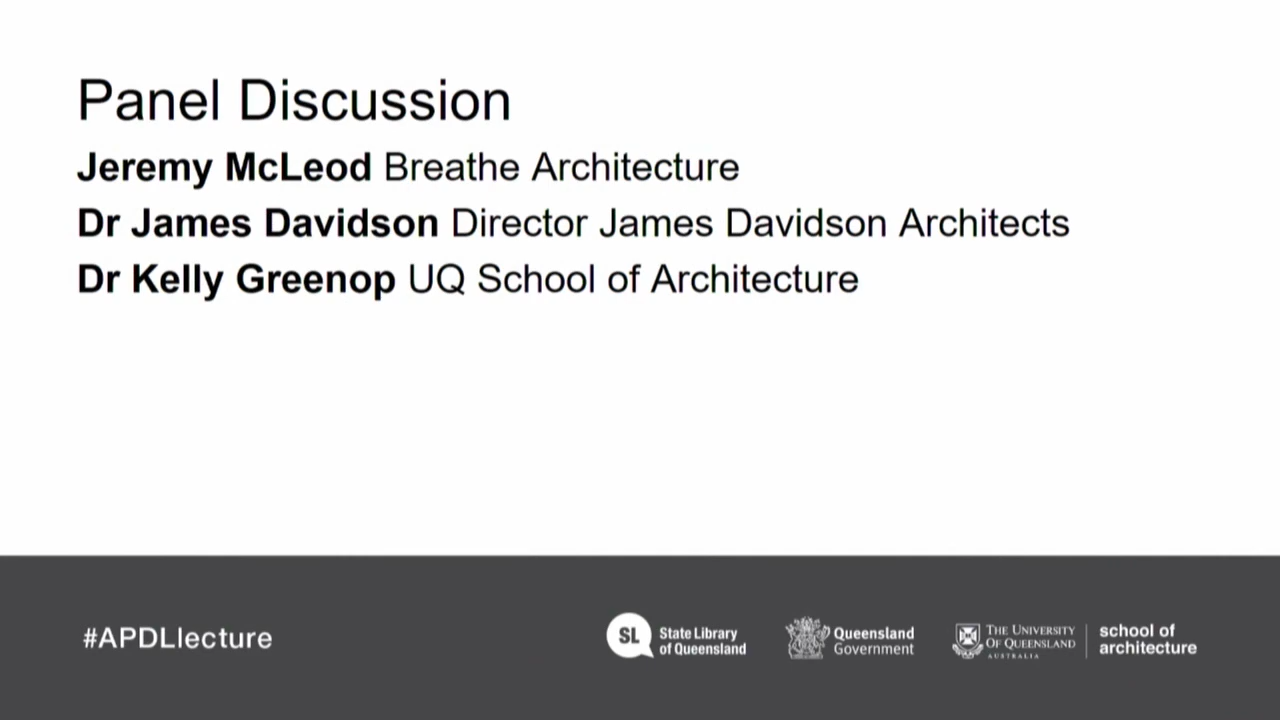 Panel Discussion
Jeremy McLeod Breathe Architecture
Dr James Davidson Director James Davidson Architects
Dr Kelly Greenop UQ School of Architecture
#APDLlecture
SL
State Library
of Queensland
Queensland
Government
THE UNIVERSITY
OF QUEENSLAND
AUSTRALIA
school of
architecture